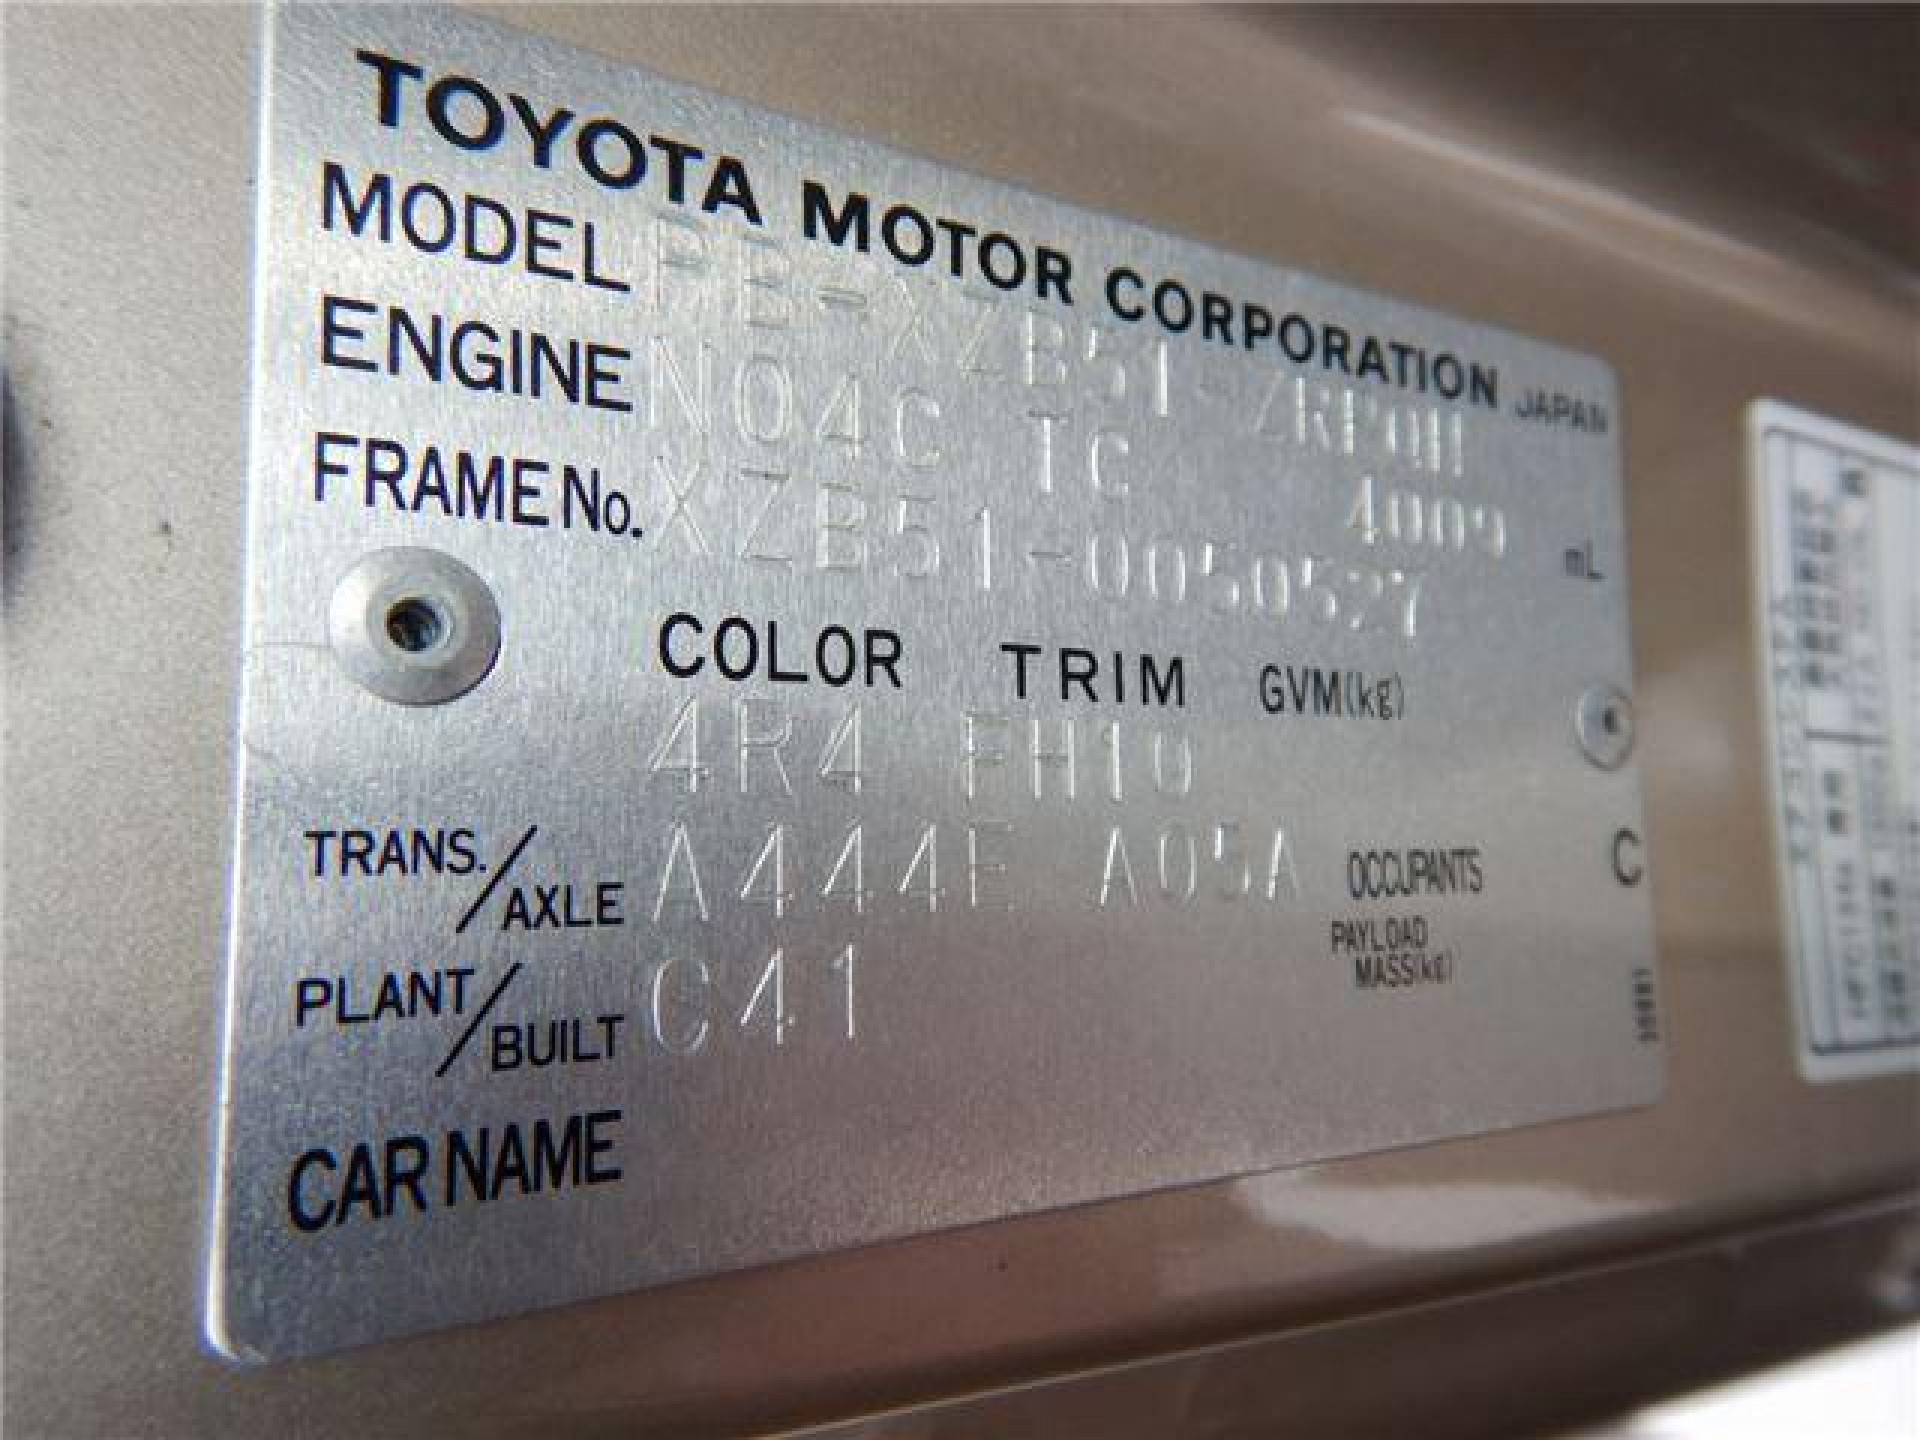 TOYOTA MOTOR CORPORATION JAPAN
MODEL PB-XZB51-ZRPQH
ENGINE N04C TC 4009 mL
FRAME No. XZB51-0050527
COLOR TRIM GVM(kg)
4R4 FH10
TRANS./AXLE A444E A05A OCCUPANTS C
PAYLOAD
MASS(kg)
PLANT/BUILT C41
CAR NAME